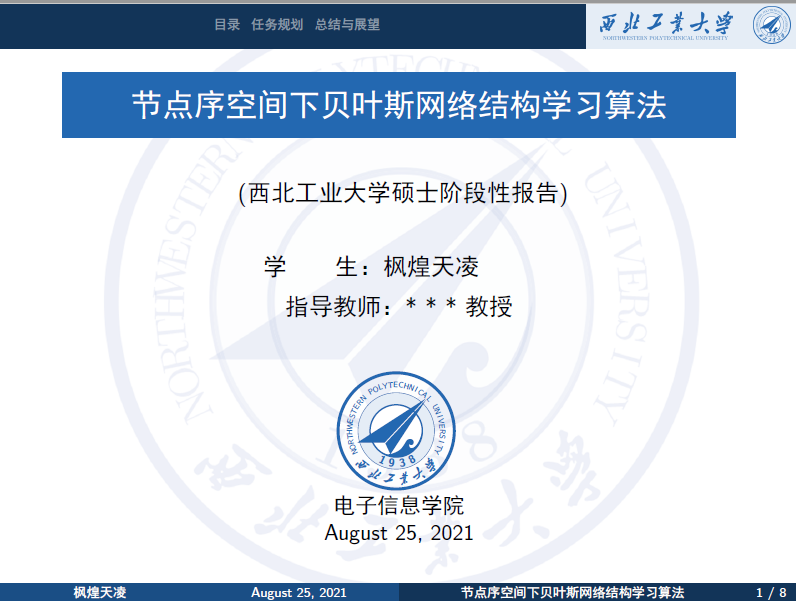 目录 任务规划 总结与展望
西北工业大学
NORTHWESTERN POLYTECHNICAL UNIVERSITY
节点序空间下贝叶斯网络结构学习算法
(西北工业大学硕士阶段性报告)
学 生：枫煌天凌
指导教师：* * * 教授
NORTHWESTERN POLYTECHNICAL UNIVERSITY
1938
西北工业大学
电子信息学院
August 25, 2021
枫煌天凌 August 25, 2021 节点序空间下贝叶斯网络结构学习算法 1 / 8